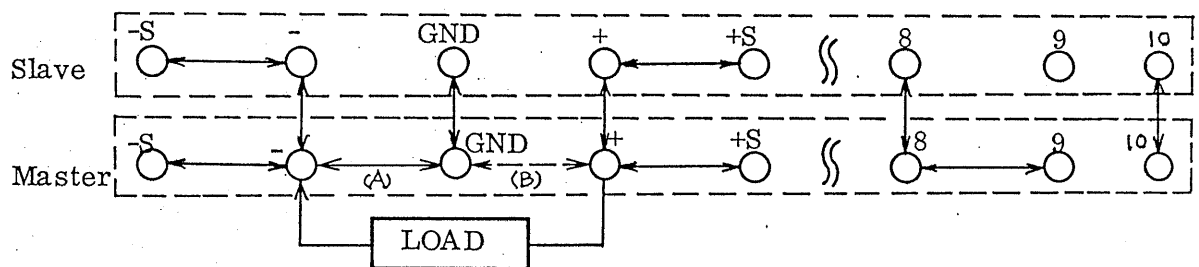 -S - GND + +S 8 9 10
Slave
-S - GND + +S 8 9 10
Master
(A) (B)
LOAD